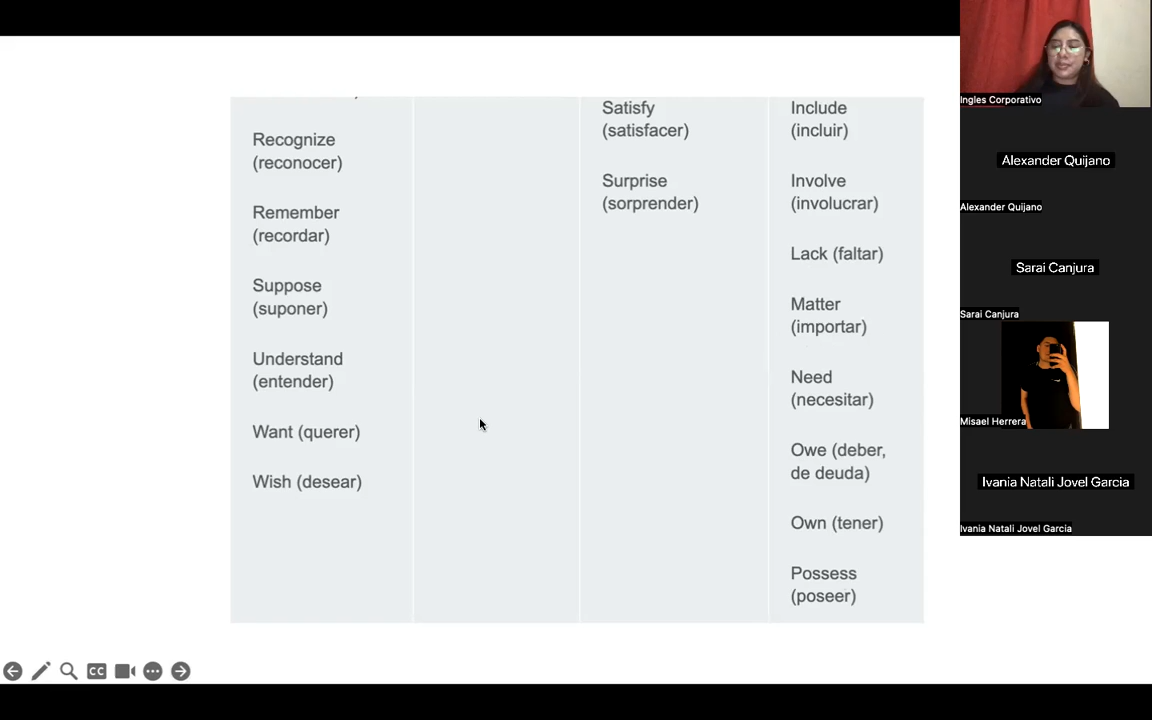 Recognize
(reconocer)
Remember
(recordar)
Suppose
(suponer)
Understand
(entender)
Want (querer)
Wish (desear)
Satisfy
(satisfacer)
Surprise
(sorprender)
Include
(incluir)
Involve
(involucrar)
Lack (faltar)
Matter
(importar)
Need
(necesitar)
Owe (deber,
de deuda)
Own (tener)
Possess
(poseer)
CC
Ingles Corporativo
Alexander Quijano
Alexander Quijano
Sarai Canjura
Sarai Canjura
Misael Herrera
Ivania Natali Jovel Garcia
Ivania Natali Jovel Garcia